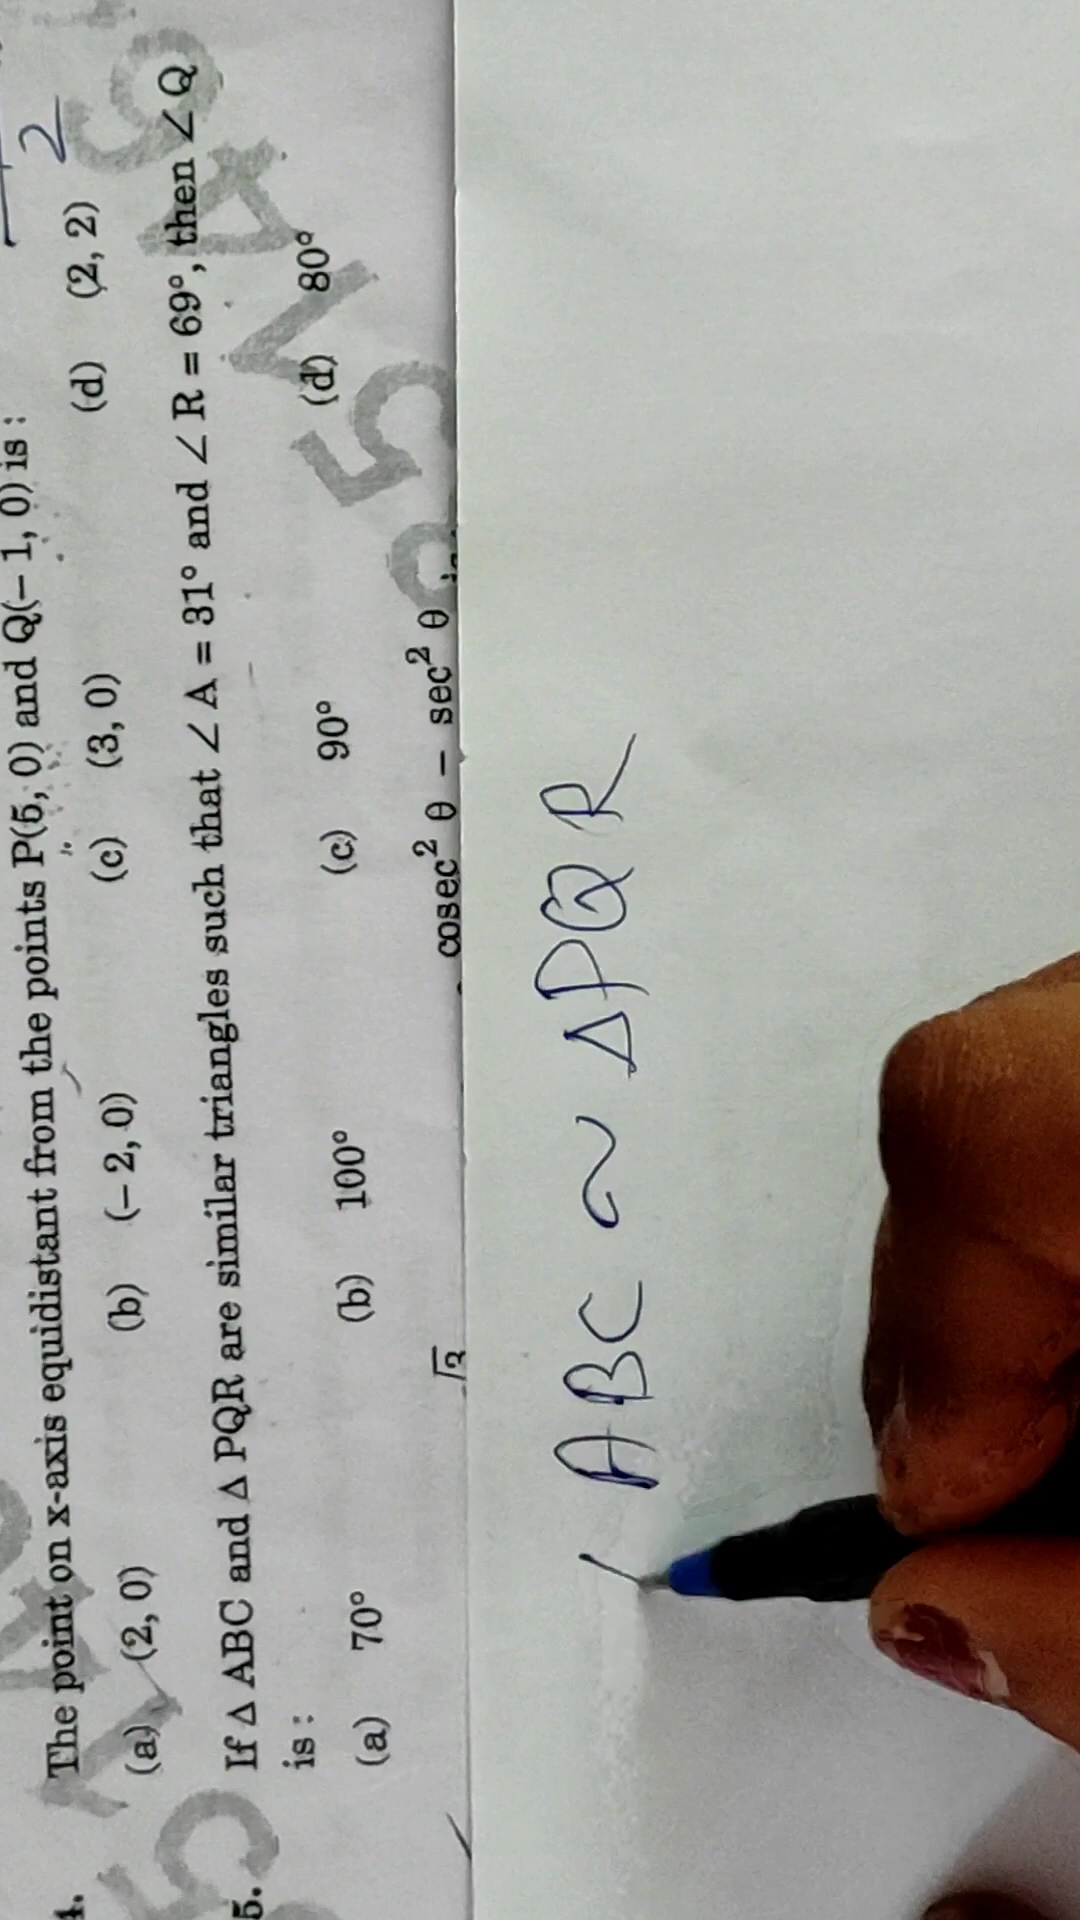 2
4. The point on x-axis equidistant from the points P(5, 0) and Q(– 1, 0) is :
(a) (2, 0) (b) (– 2, 0) (c) (3, 0) (d) (2, 2)
5. If Δ ABC and Δ PQR are similar triangles such that ∠ A = 31° and ∠ R = 69°, then ∠ Q
is :
(a) 70° (b) 100° (c) 90° (d) 80°
cosec² θ – sec² θ
ABC ~ Δ PQR